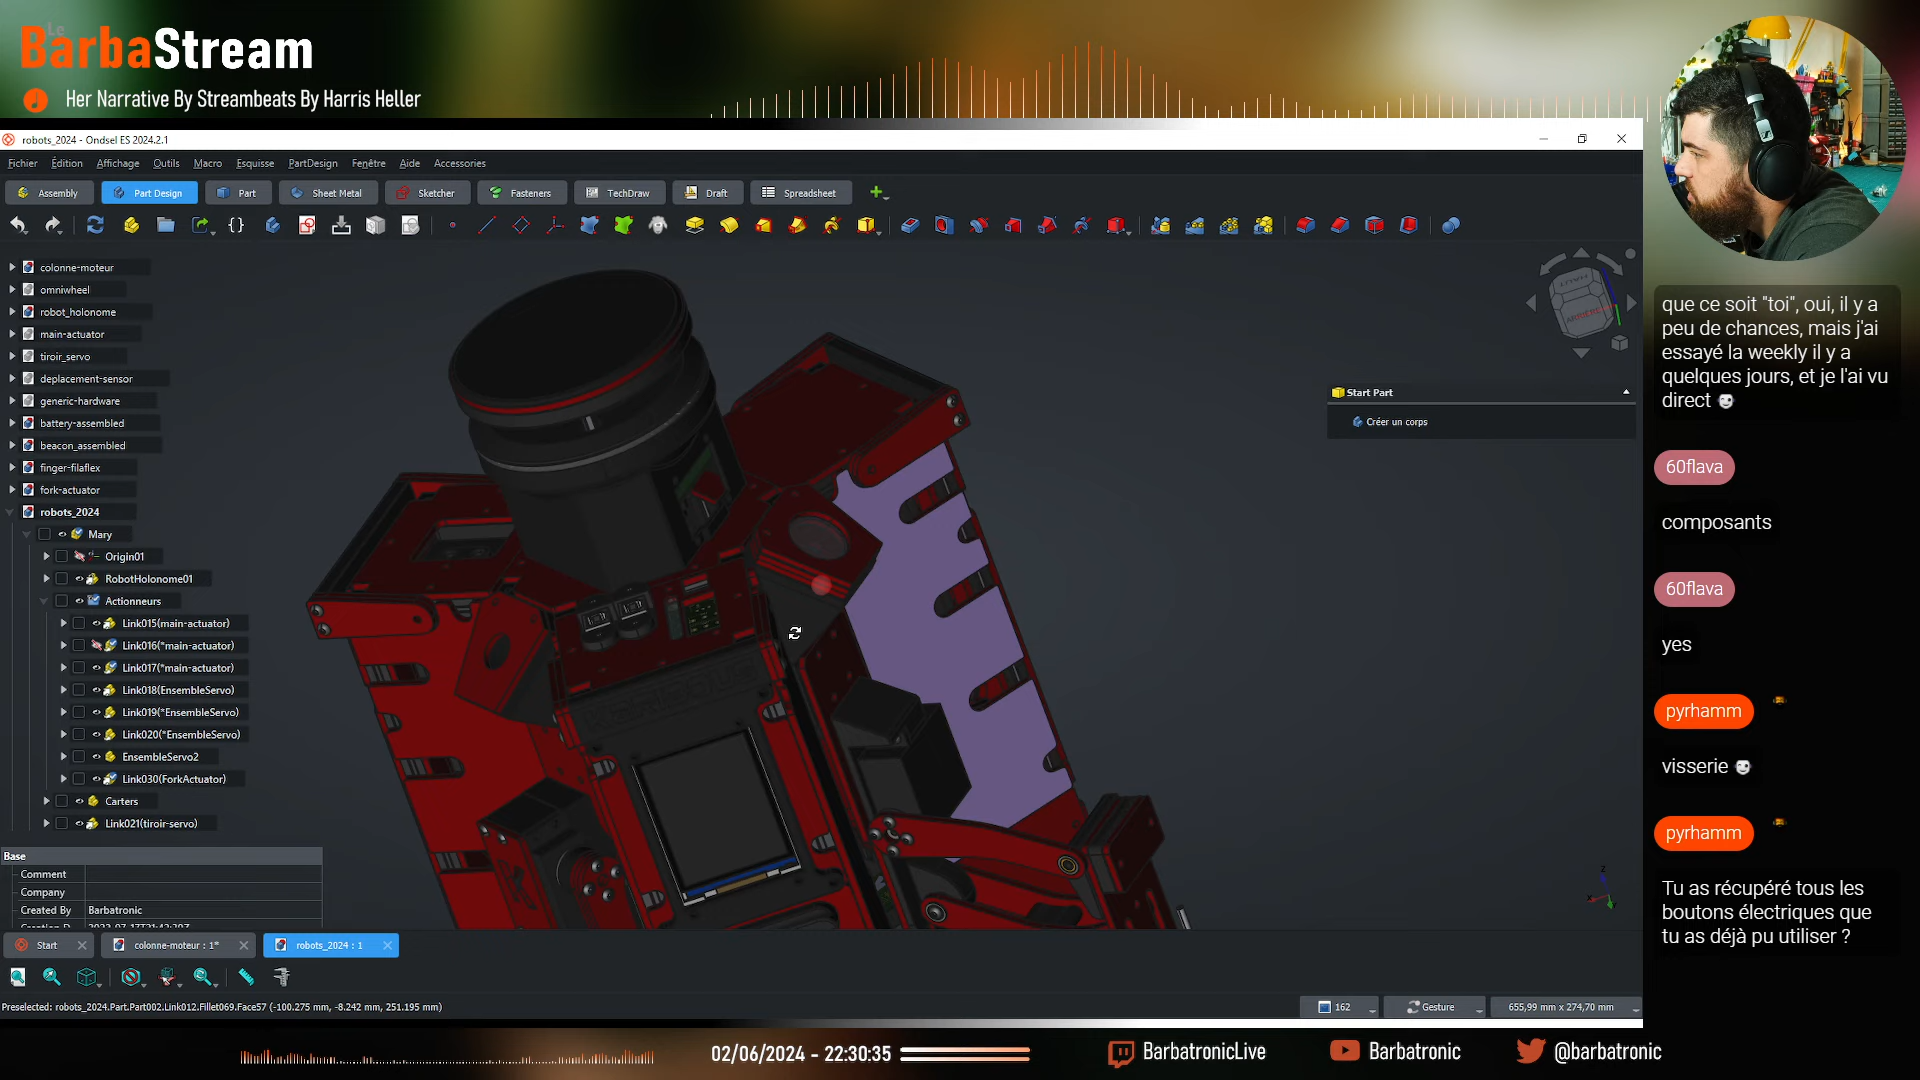 Le
BarbaStream
Her Narrative By Streambeats By Harris Heller
robots_2024 - Ondsel ES 2024.2.1
Fichier Édition Affichage Outils Macro Esquisse PartDesign Fenêtre Aide Accessories
Assembly Part Design Part Sheet Metal Sketcher Fasteners TechDraw Draft Spreadsheet
colonne-moteur
omniwheel
robot_holonome
main-actuator
tiroir_servo
deplacement-sensor
generic-hardware
battery-assembled
beacon_assembled
finger-filaflex
fork-actuator
robots_2024
Mary
Origin01
RobotHolonome01
Actionneurs
Link015(main-actuator)
Link016(*main-actuator)
Link017(*main-actuator)
Link018(EnsembleServo)
Link019(*EnsembleServo)
Link020(*EnsembleServo)
EnsembleServo2
Link030(ForkActuator)
Carters
Link021(tiroir-servo)
Base
Comment
Company
Created By Barbatronic
Start Part
Créer un corps
Start colonne-moteur : 1* robots_2024 : 1
Preselected: robots_2024.Part.Part002.Link012.Fillet069.Face57 (-100.275 mm, -8.242 mm, 251.195 mm)
162 Gesture 655,99 mm x 274,70 mm
que ce soit "toi", oui, il y a
peu de chances, mais j'ai
essayé la weekly il y a
quelques jours, et je l'ai vu
direct
60flava
composants
60flava
yes
pyrhamm
visserie
pyrhamm
Tu as récupéré tous les
boutons électriques que
tu as déjà pu utiliser ?
02/06/2024 - 22:30:35
BarbatronicLive
Barbatronic
@barbatronic